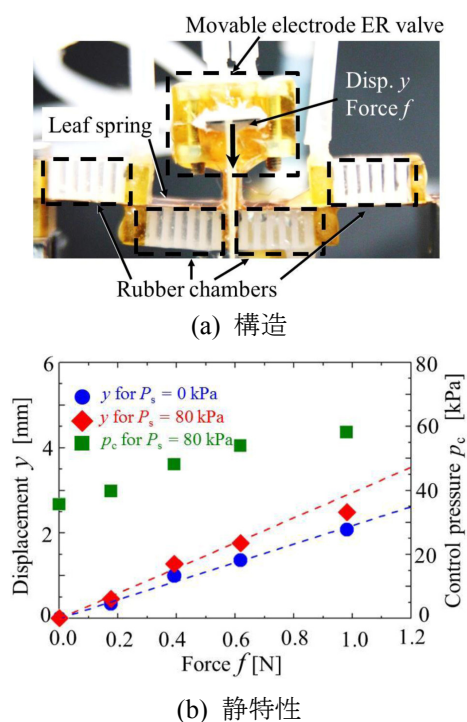 Movable electrode ER valve
Disp. y
Force f
Leaf spring
Rubber chambers
(a) 構造
y for Ps = 0 kPa
y for Ps = 80 kPa
pc for Ps = 80 kPa
Displacement y [mm]
6
4
2
0
Control pressure pc [kPa]
80
60
40
20
0
0.0 0.2 0.4 0.6 0.8 1.0 1.2
Force f [N]
(b) 静特性